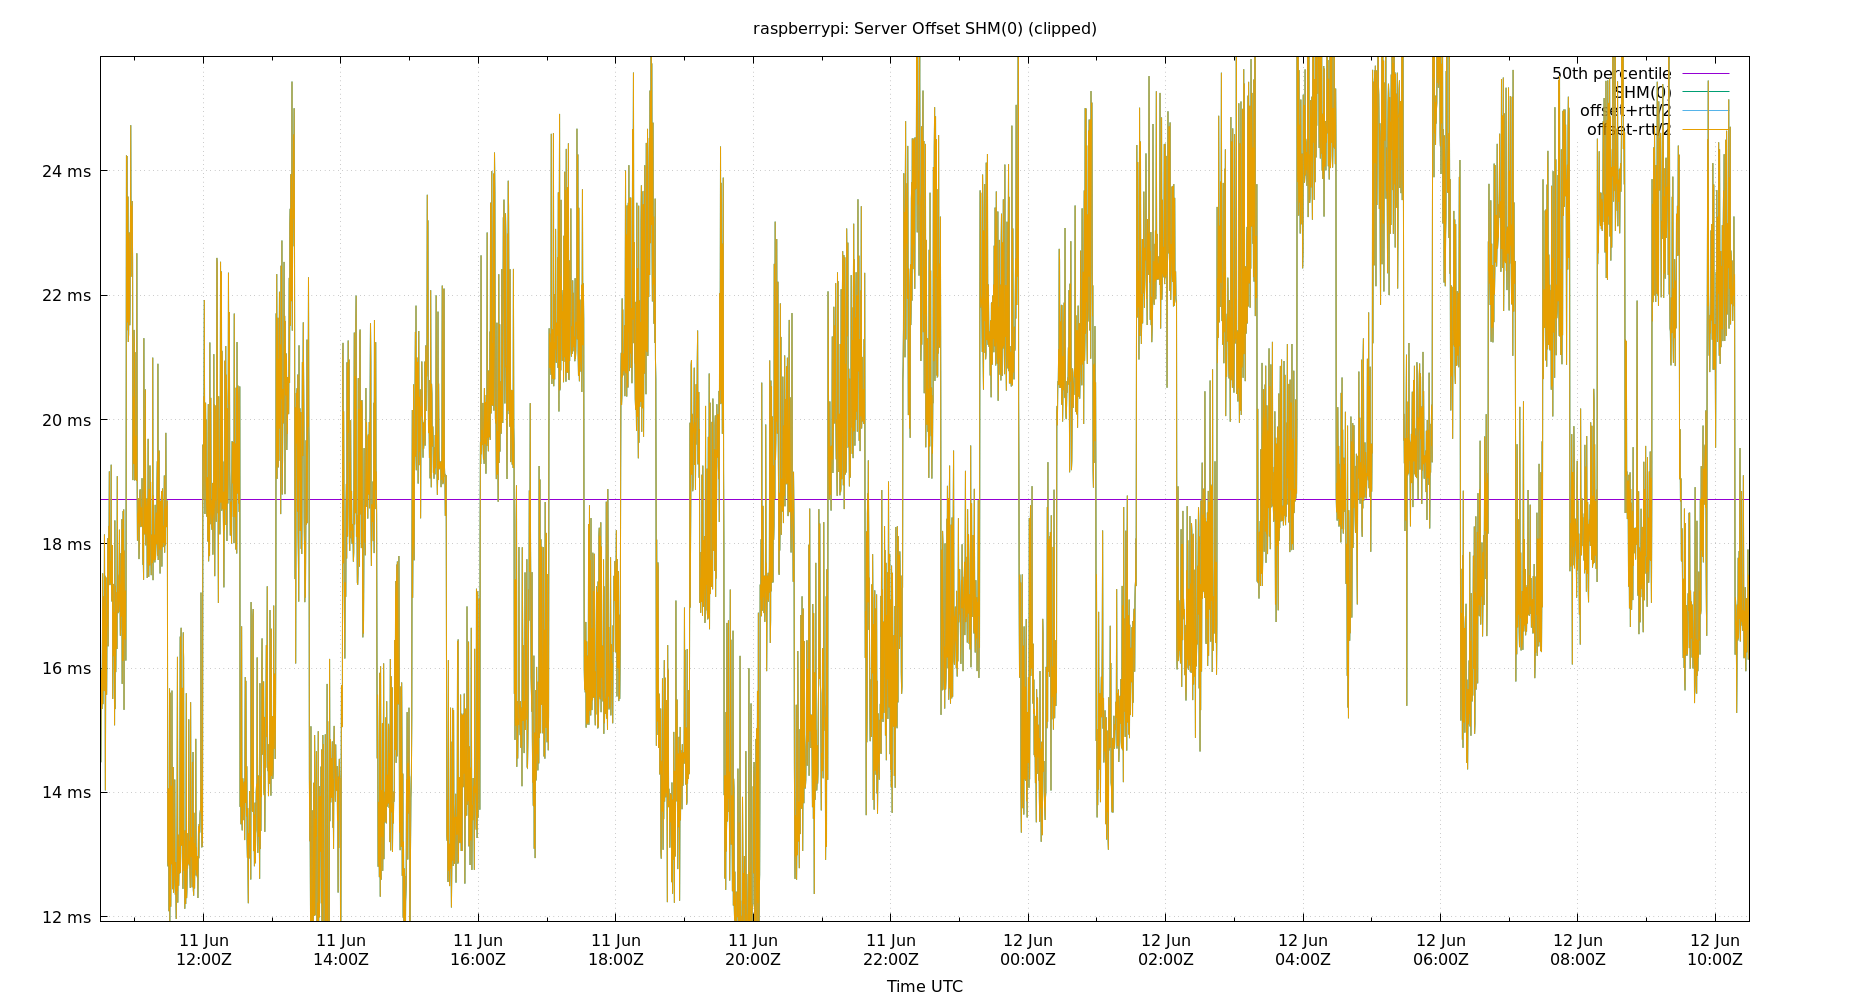 raspberrypi: Server Offset SHM(0) (clipped)
50th percentile
SHM(0)
offset+rtt/2
offset-rtt/2
24 ms
22 ms
20 ms
18 ms
16 ms
14 ms
12 ms
11 Jun 11 Jun 11 Jun 11 Jun 11 Jun 11 Jun 12 Jun 12 Jun 12 Jun 12 Jun 12 Jun 12 Jun
12:00Z 14:00Z 16:00Z 18:00Z 20:00Z 22:00Z 00:00Z 02:00Z 04:00Z 06:00Z 08:00Z 10:00Z
Time UTC